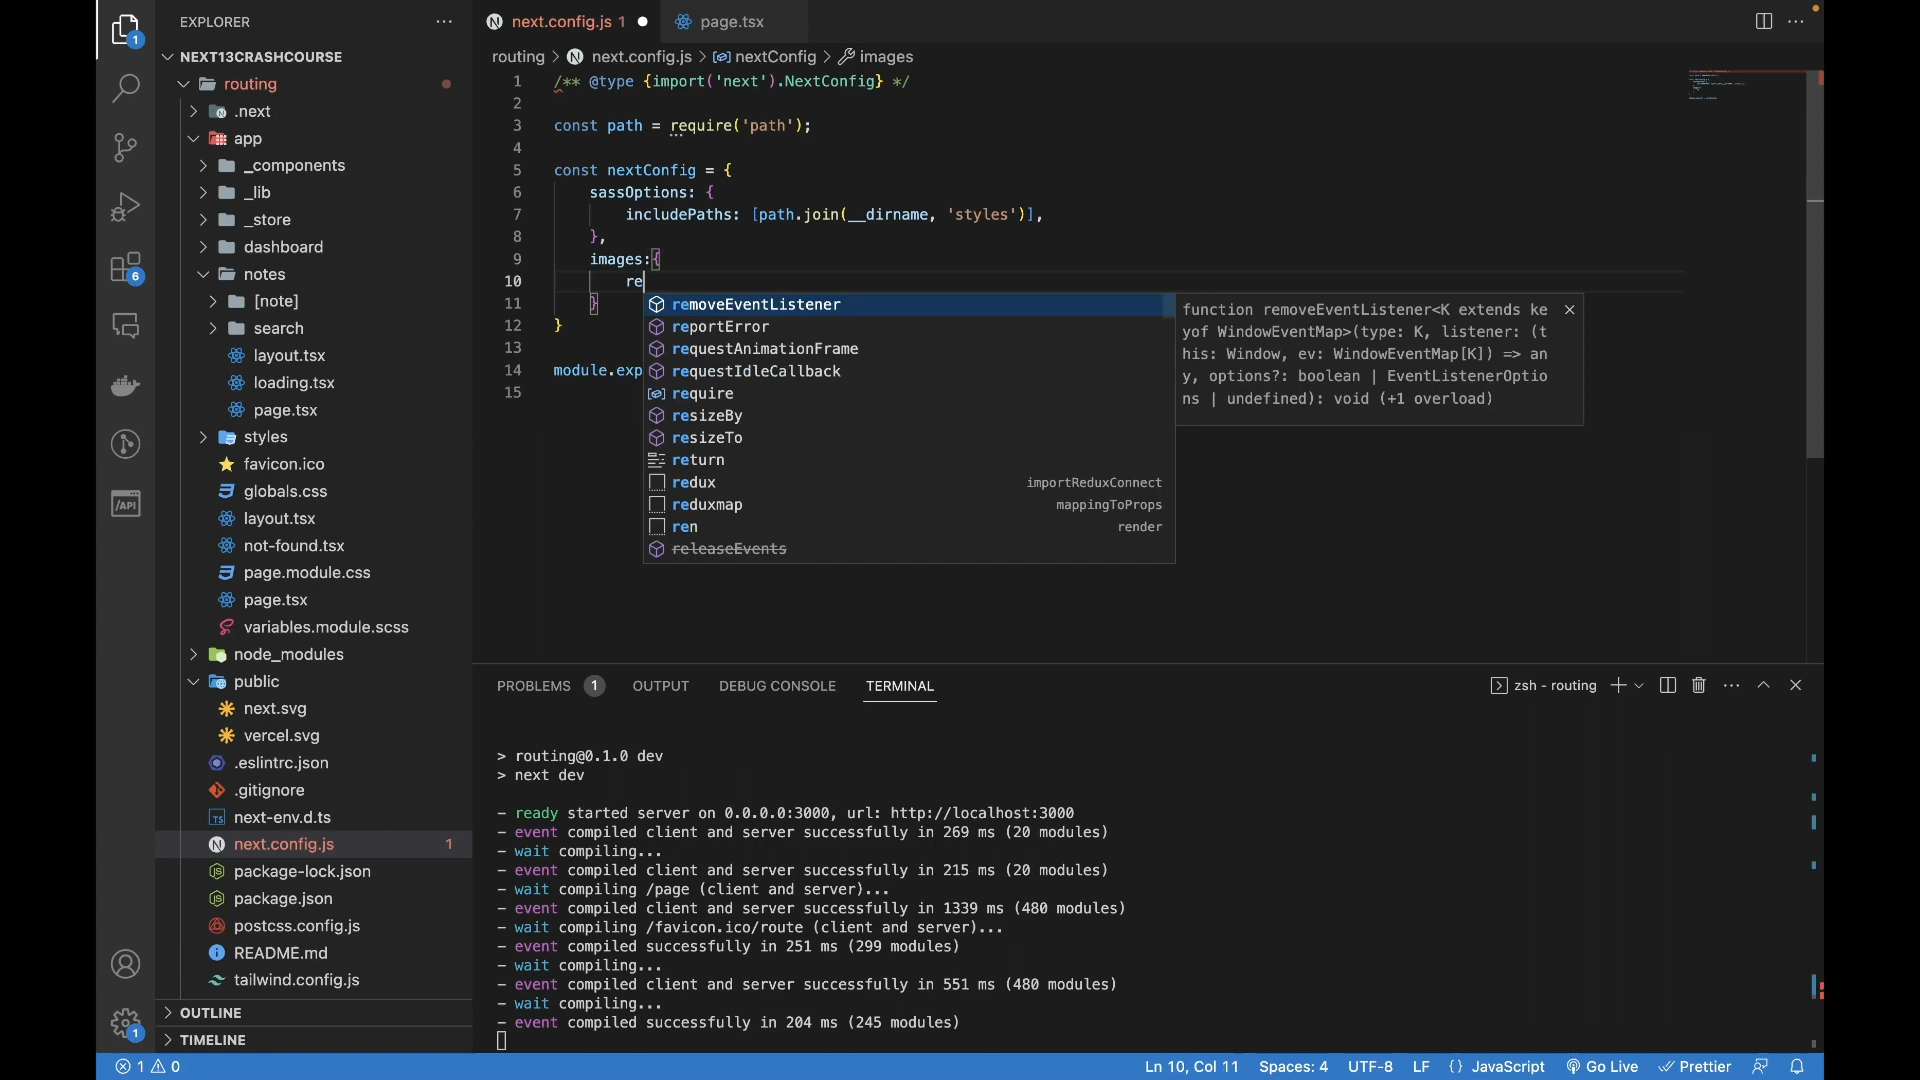 EXPLORER
NEXT13CRASHCOURSE
routing
.next
app
_components
_lib
_store
dashboard
notes
[note]
search
layout.tsx
loading.tsx
page.tsx
styles
favicon.ico
globals.css
layout.tsx
not-found.tsx
page.module.css
page.tsx
variables.module.scss
node_modules
public
next.svg
vercel.svg
.eslintrc.json
.gitignore
next-env.d.ts
next.config.js 1
package-lock.json
package.json
postcss.config.js
README.md
tailwind.config.js
OUTLINE
TIMELINE
1
6
/API
1
next.config.js 1
page.tsx
routing > next.config.js > nextConfig > images
1 /** @type {import('next').NextConfig} */
2
3 const path = require('path');
4
5 const nextConfig = {
6 sassOptions: {
7 includePaths: [path.join(__dirname, 'styles')],
8 },
9 images:{
10 re
11 }
12 }
13
14 module.exp
15
removeEventListener
reportError
requestAnimationFrame
requestIdleCallback
require
resizeBy
resizeTo
return
redux importReduxConnect
reduxmap mappingToProps
ren render
releaseEvents
function removeEventListener<K extends ke
yof WindowEventMap>(type: K, listener: (t
his: Window, ev: WindowEventMap[K]) => an
y, options?: boolean | EventListenerOptio
ns | undefined): void (+1 overload)
PROBLEMS 1 OUTPUT DEBUG CONSOLE TERMINAL
zsh - routing
> routing@0.1.0 dev
> next dev
- ready started server on 0.0.0.0:3000, url: http://localhost:3000
- event compiled client and server successfully in 269 ms (20 modules)
- wait compiling...
- event compiled client and server successfully in 215 ms (20 modules)
- wait compiling /page (client and server)...
- event compiled client and server successfully in 1339 ms (480 modules)
- wait compiling /favicon.ico/route (client and server)...
- event compiled successfully in 251 ms (299 modules)
- wait compiling...
- event compiled client and server successfully in 551 ms (480 modules)
- wait compiling...
- event compiled successfully in 204 ms (245 modules)
1 0
Ln 10, Col 11 Spaces: 4 UTF-8 LF {} JavaScript Go Live Prettier